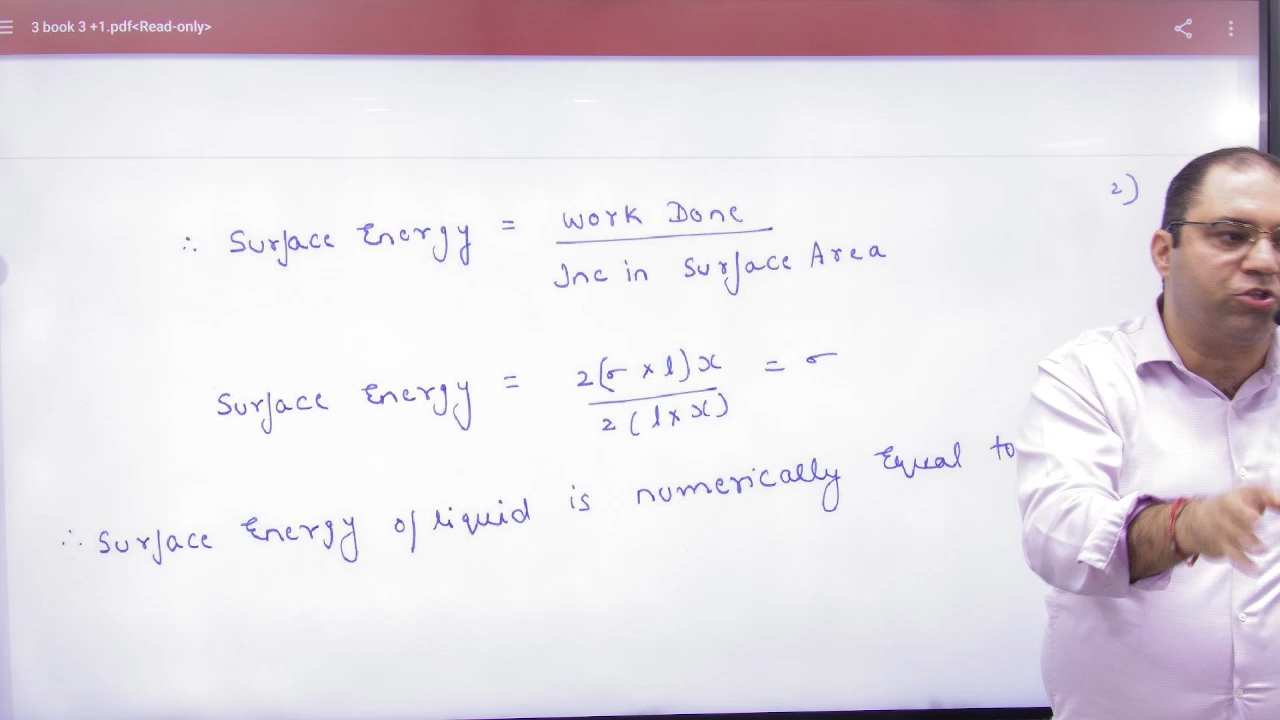 3 book 3 +1.pdf<Read-only>
2)
∴ Surface Energy = Work Done
Inc in Surface Area
Surface Energy = 2(σ × l)x = σ
2 ( l × x)
∴ Surface Energy of liquid is numerically Equal to